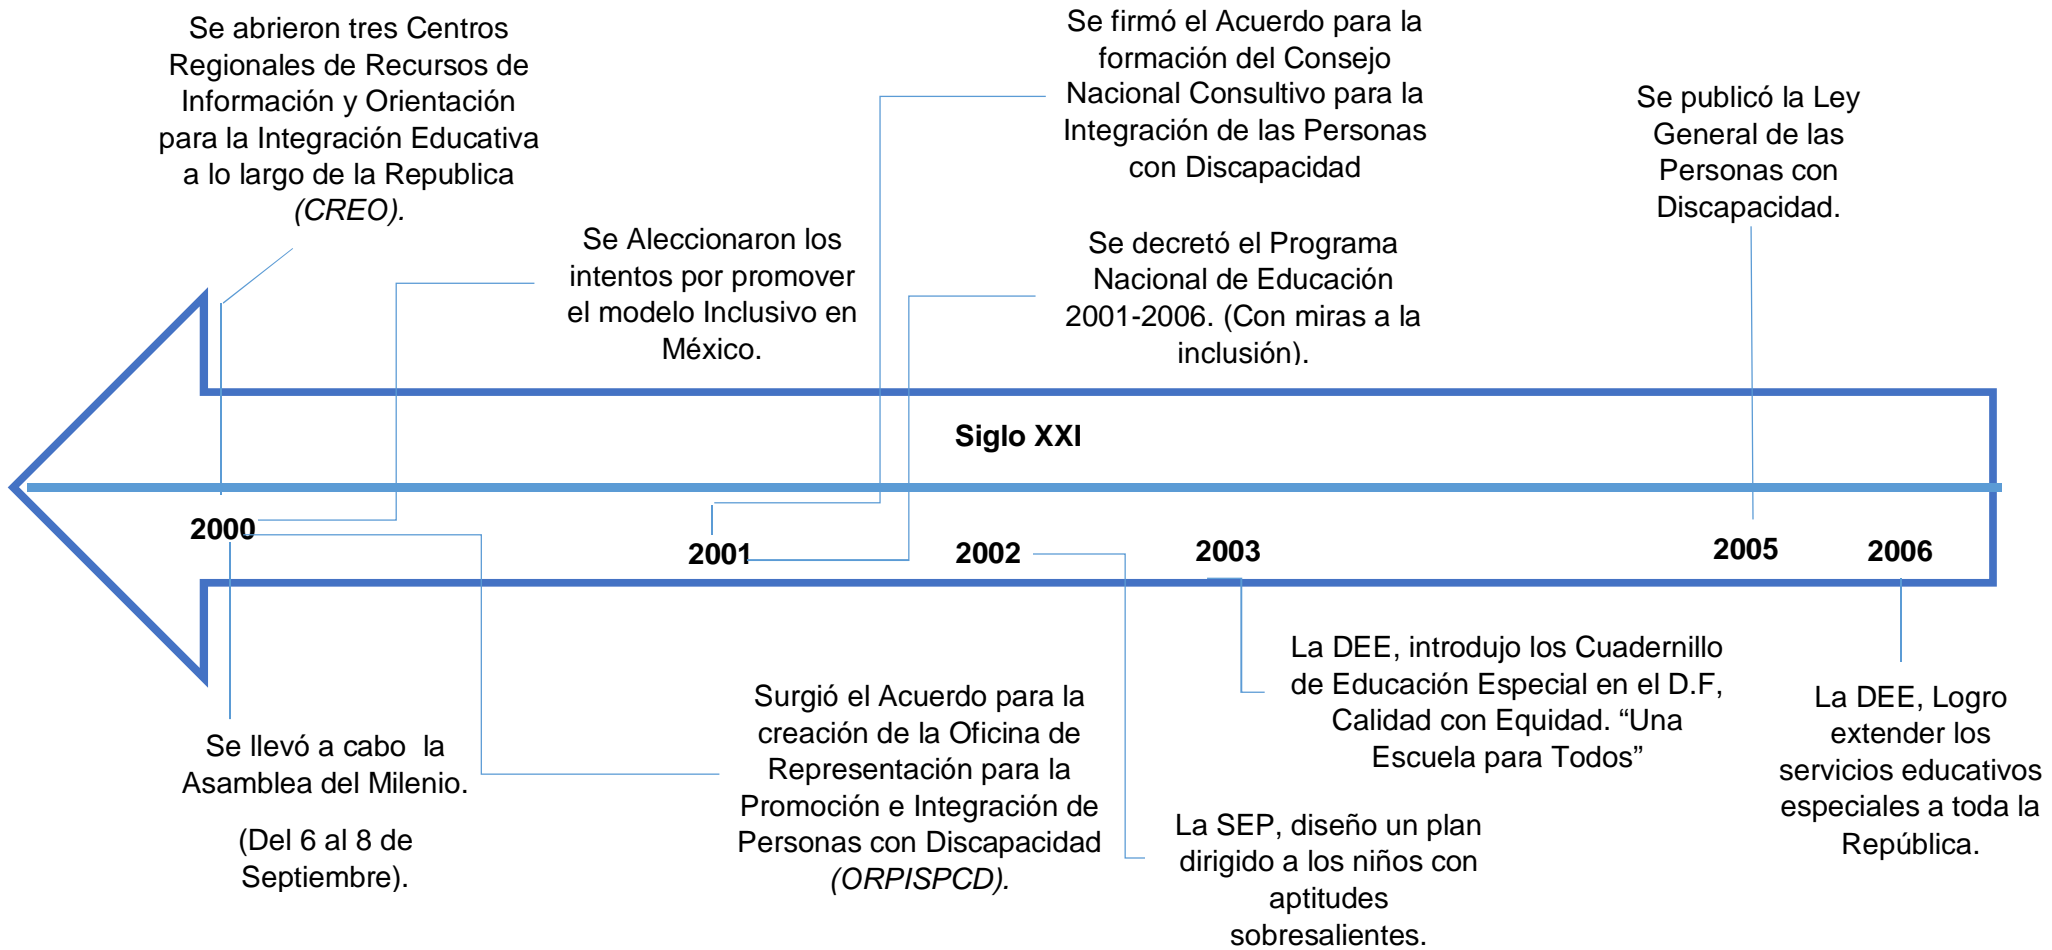 Se abrieron tres Centros
Regionales de Recursos de
Información y Orientación
para la Integración Educativa
a lo largo de la Republica
(CREO).
Se Aleccionaron los
intentos por promover
el modelo Inclusivo en
México.
Se firmó el Acuerdo para la
formación del Consejo
Nacional Consultivo para la
Integración de las Personas
con Discapacidad
Se decretó el Programa
Nacional de Educación
2001-2006. (Con miras a la
inclusión).
Se publicó la Ley
General de las
Personas con
Discapacidad.
Siglo XXI
2000
2001
2002
2003
2005
2006
Se llevó a cabo  la
Asamblea del Milenio.
(Del 6 al 8 de
Septiembre).
Surgió el Acuerdo para la
creación de la Oficina de
Representación para la
Promoción e Integración de
Personas con Discapacidad
(ORPISPCD).
La SEP, diseño un plan
dirigido a los niños con
aptitudes
sobresalientes.
La DEE, introdujo los Cuadernillo
de Educación Especial en el D.F,
Calidad con Equidad. “Una
Escuela para Todos”
La DEE, Logro
extender los
servicios educativos
especiales a toda la
República.